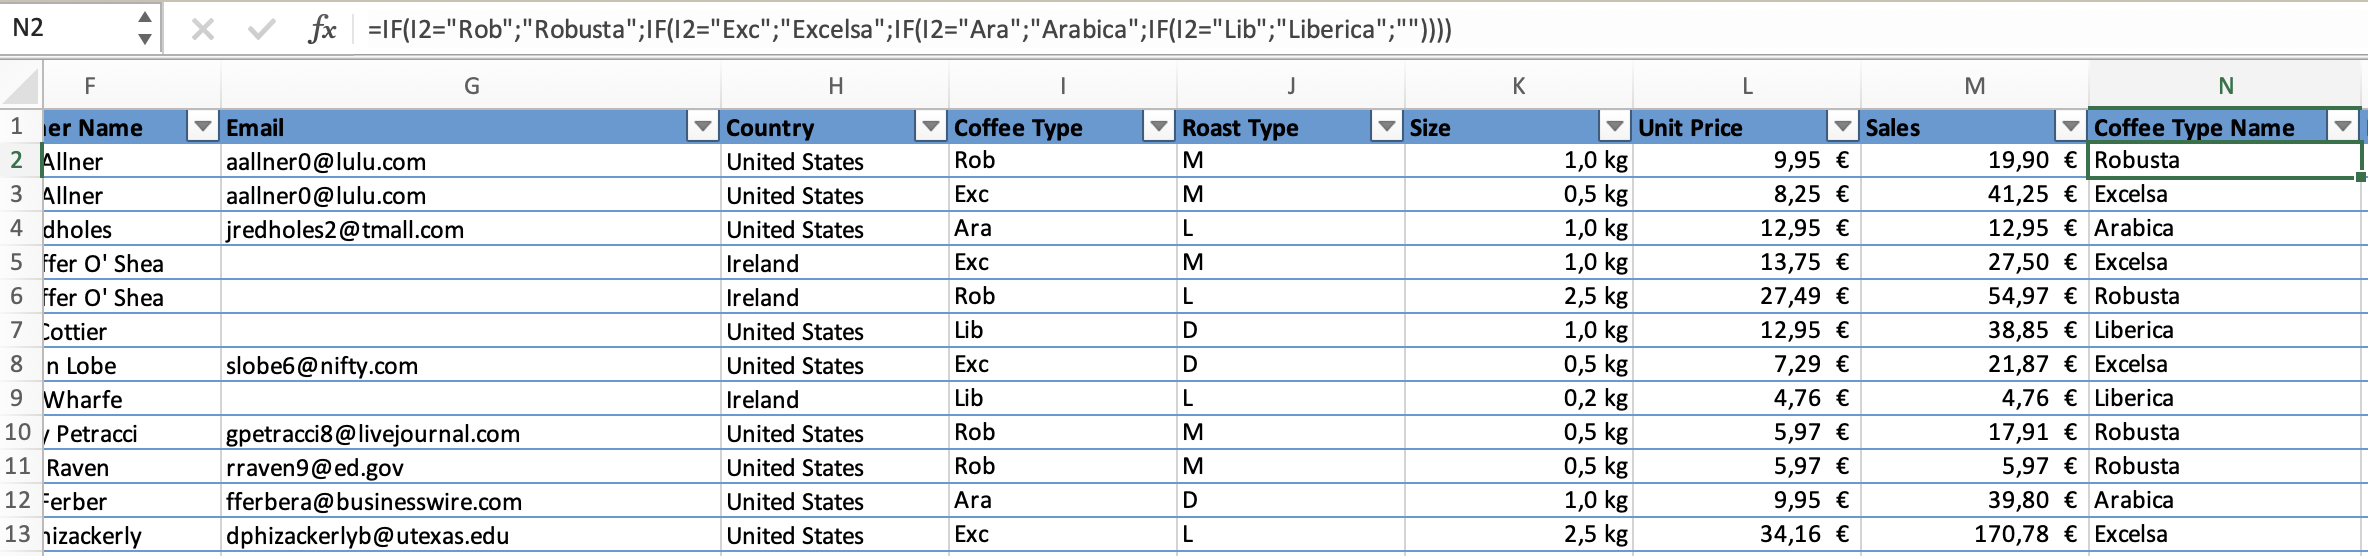 N2 fx =IF(I2="Rob";"Robusta";IF(I2="Exc";"Excelsa";IF(I2="Ara";"Arabica";IF(I2="Lib";"Liberica";""))))
F G H I J K L M N
1 Name Email Country Coffee Type Roast Type Size Unit Price Sales Coffee Type Name
2 Allner aallner0@lulu.com United States Rob M 1,0 kg 9,95 € 19,90 € Robusta
3 Allner aallner0@lulu.com United States Exc M 0,5 kg 8,25 € 41,25 € Excelsa
4 dholes jredholes2@tmall.com United States Ara L 1,0 kg 12,95 € 12,95 € Arabica
5 ffer O' Shea Ireland Exc M 1,0 kg 13,75 € 27,50 € Excelsa
6 ffer O' Shea Ireland Rob L 2,5 kg 27,49 € 54,97 € Robusta
7 Cottier United States Lib D 1,0 kg 12,95 € 38,85 € Liberica
8 n Lobe slobe6@nifty.com United States Exc D 0,5 kg 7,29 € 21,87 € Excelsa
9 Wharfe Ireland Lib L 0,2 kg 4,76 € 4,76 € Liberica
10 Petracci gpetracci8@livejournal.com United States Rob M 0,5 kg 5,97 € 17,91 € Robusta
11 Raven rraven9@ed.gov United States Rob M 0,5 kg 5,97 € 5,97 € Robusta
12 Ferber fferbera@businesswire.com United States Ara D 1,0 kg 9,95 € 39,80 € Arabica
13 hizackerly dphizackerlyb@utexas.edu United States Exc L 2,5 kg 34,16 € 170,78 € Excelsa